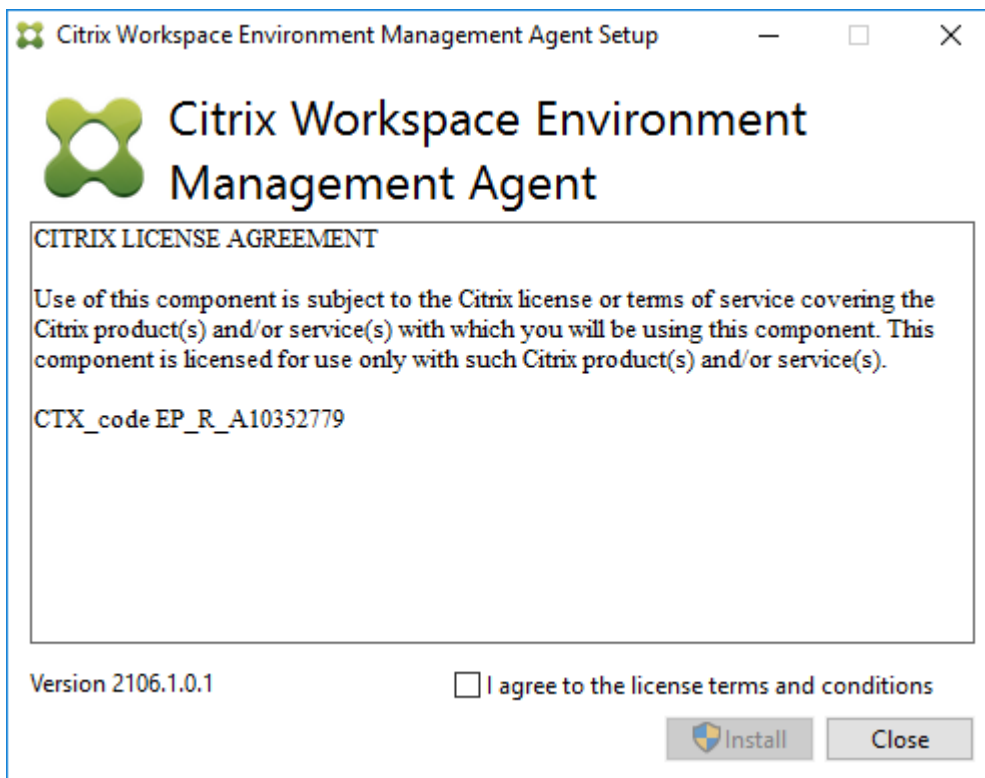 Citrix Workspace Environment Management Agent Setup
Citrix Workspace Environment
Management Agent
CITRIX LICENSE AGREEMENT
Use of this component is subject to the Citrix license or terms of service covering the
Citrix product(s) and/or service(s) with which you will be using this component. This
component is licensed for use only with such Citrix product(s) and/or service(s).
CTX_code EP_R_A10352779
Version 2106.1.0.1
I agree to the license terms and conditions
Install
Close